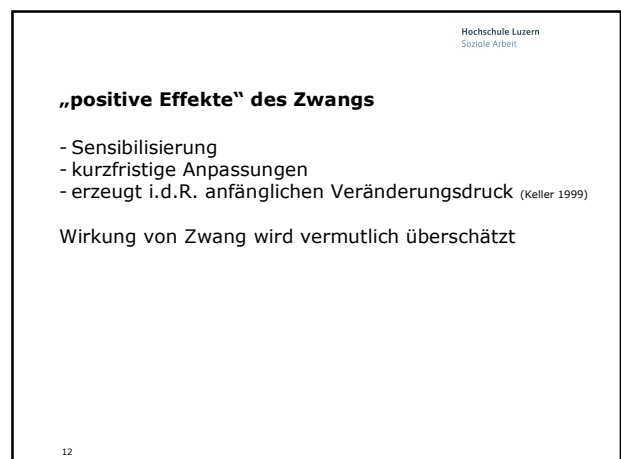 Hochschule Luzern
Soziale Arbeit
„positive Effekte“ des Zwangs
- Sensibilisierung
- kurzfristige Anpassungen
- erzeugt i.d.R. anfänglichen Veränderungsdruck (Keller 1999)
Wirkung von Zwang wird vermutlich überschätzt
12